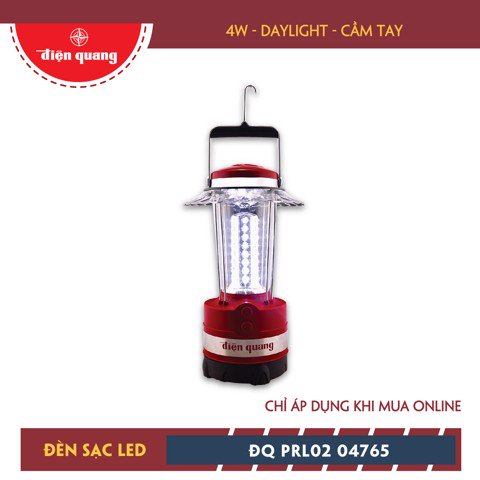 điện quang
4W - DAYLIGHT - CẦM TAY
điện quang
CHỈ ÁP DỤNG KHI MUA ONLINE
ĐÈN SẠC LED
ĐQ PRL02 04765